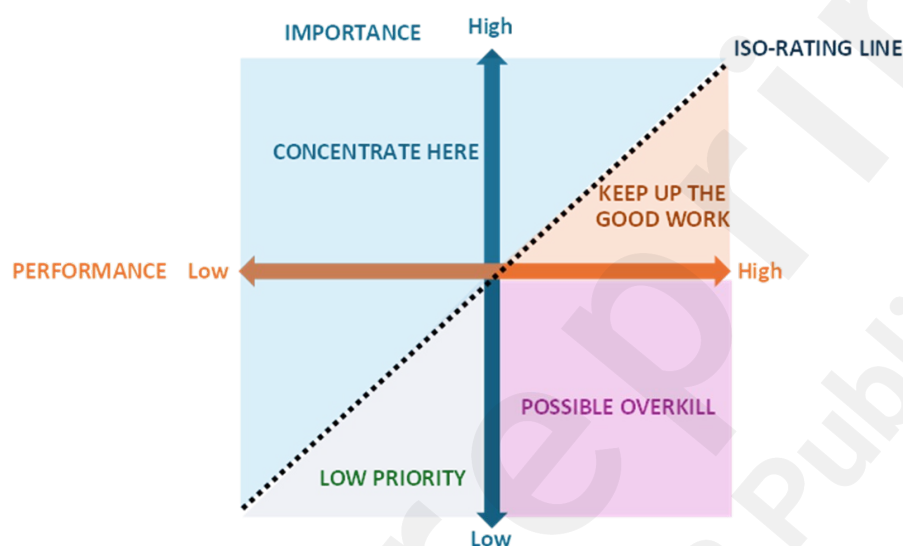 IMPORTANCE
High
ISO-RATING LINE
CONCENTRATE HERE
KEEP UP THE
GOOD WORK
PERFORMANCE
Low
High
POSSIBLE OVERKILL
LOW PRIORITY
Low